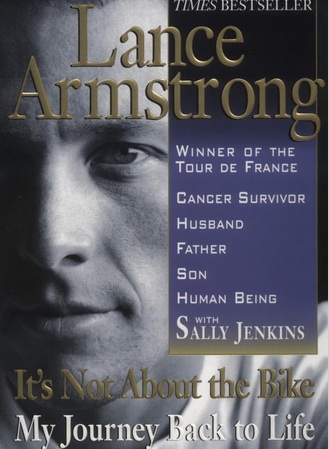 TIMES BESTSELLER
Lance
Armstrong
WINNER OF THE
TOUR DE FRANCE
CANCER SURVIVOR
HUSBAND
FATHER
SON
HUMAN BEING
WITH
SALLY JENKINS
It's Not About the Bike
My Journey Back to Life